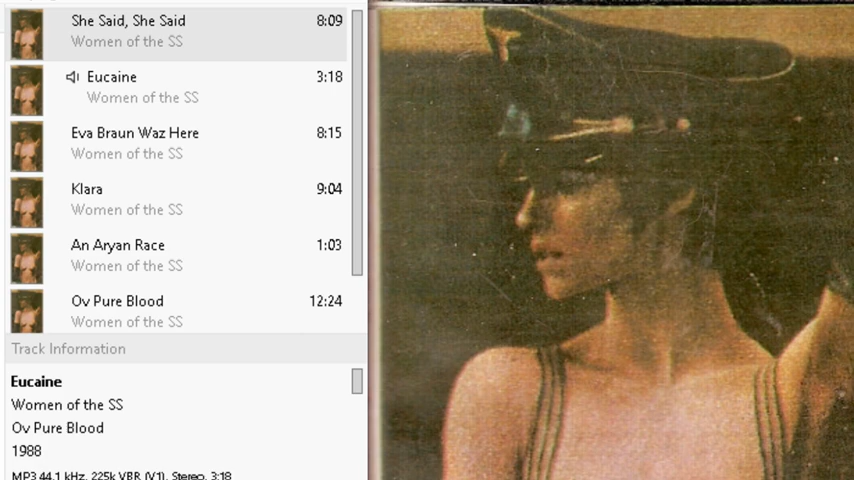 She Said, She Said 8:09
Women of the SS
Eucaine 3:18
Women of the SS
Eva Braun Waz Here 8:15
Women of the SS
Klara 9:04
Women of the SS
An Aryan Race 1:03
Women of the SS
Ov Pure Blood 12:24
Women of the SS
Track Information
Eucaine
Women of the SS
Ov Pure Blood
1988
MP3 44.1 kHz, 225k VBR (V1), Stereo, 3:18